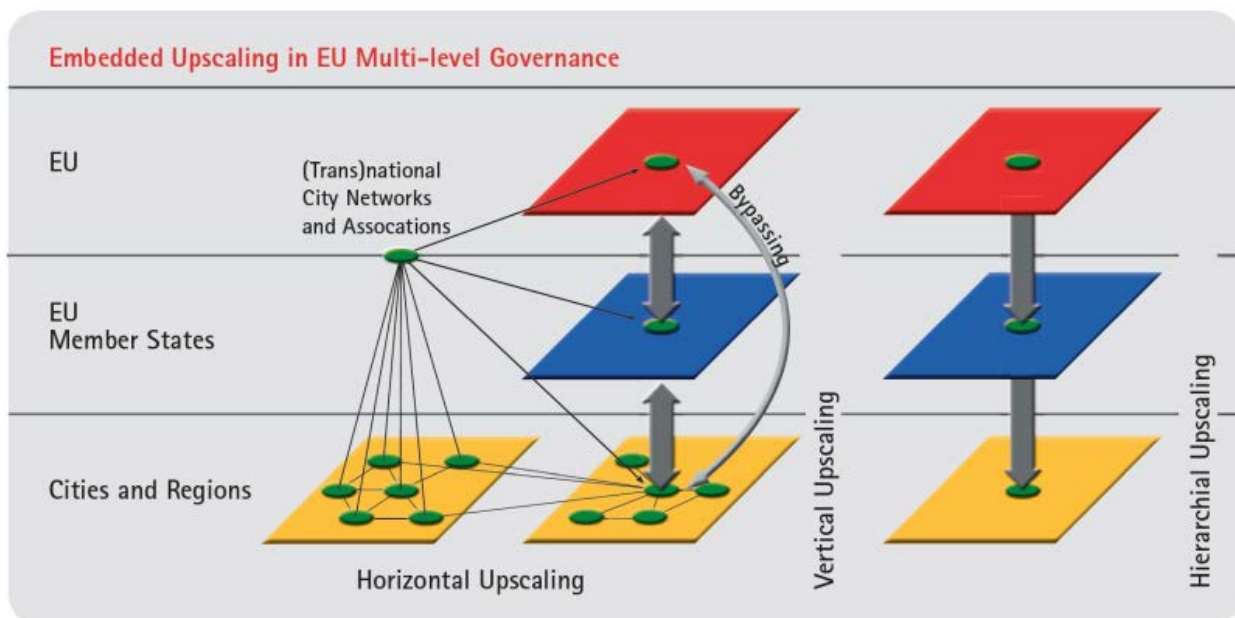 Embedded Upscaling in EU Multi-level Governance
EU
(Trans)national
City Networks
and Assocations
Bypassing
EU
Member States
Cities and Regions
Horizontal Upscaling
Vertical Upscaling
Hierarchial Upscaling